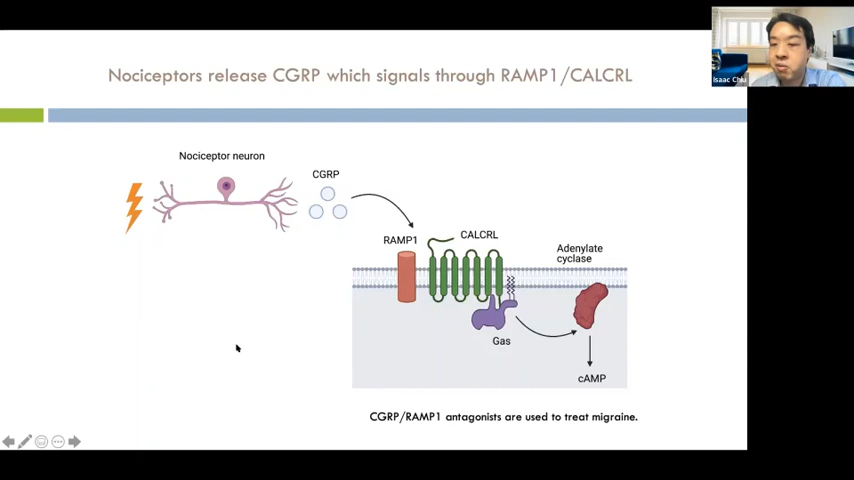 Nociceptors release CGRP which signals through RAMP1/CALCRL
Isaac Chiu
Nociceptor neuron
CGRP
RAMP1
CALCRL
Adenylate
cyclase
Gas
cAMP
CGRP/RAMP1 antagonists are used to treat migraine.